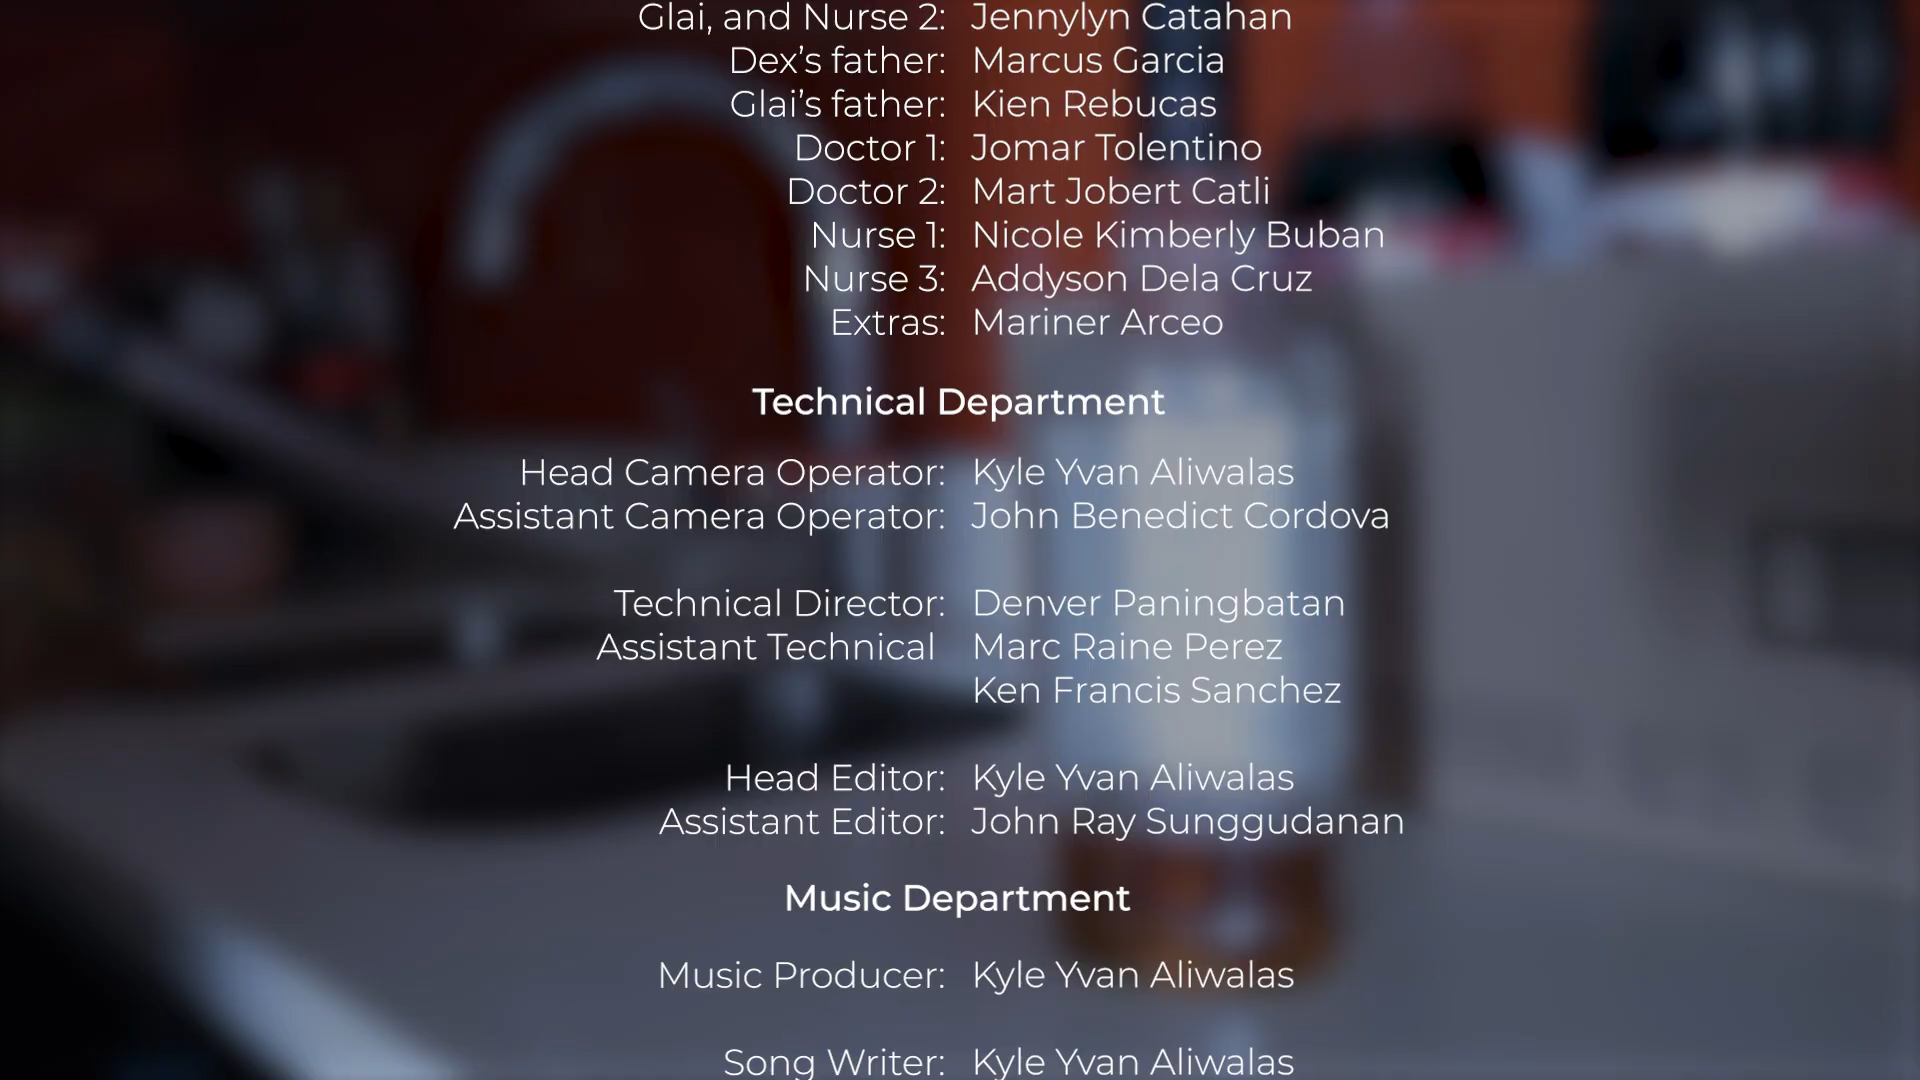 Glai, and Nurse 2: Jennylyn Catahan
Dex's father: Marcus Garcia
Glai's father: Kien Rebucas
Doctor 1: Jomar Tolentino
Doctor 2: Mart Jobert Catli
Nurse 1: Nicole Kimberly Buban
Nurse 3: Addyson Dela Cruz
Extras: Mariner Arceo
Technical Department
Head Camera Operator: Kyle Yvan Aliwalas
Assistant Camera Operator: John Benedict Cordova
Technical Director: Denver Paningbatan
Assistant Technical Marc Raine Perez
Ken Francis Sanchez
Head Editor: Kyle Yvan Aliwalas
Assistant Editor: John Ray Sunggudanan
Music Department
Music Producer: Kyle Yvan Aliwalas
Song Writer: Kyle Yvan Aliwalas